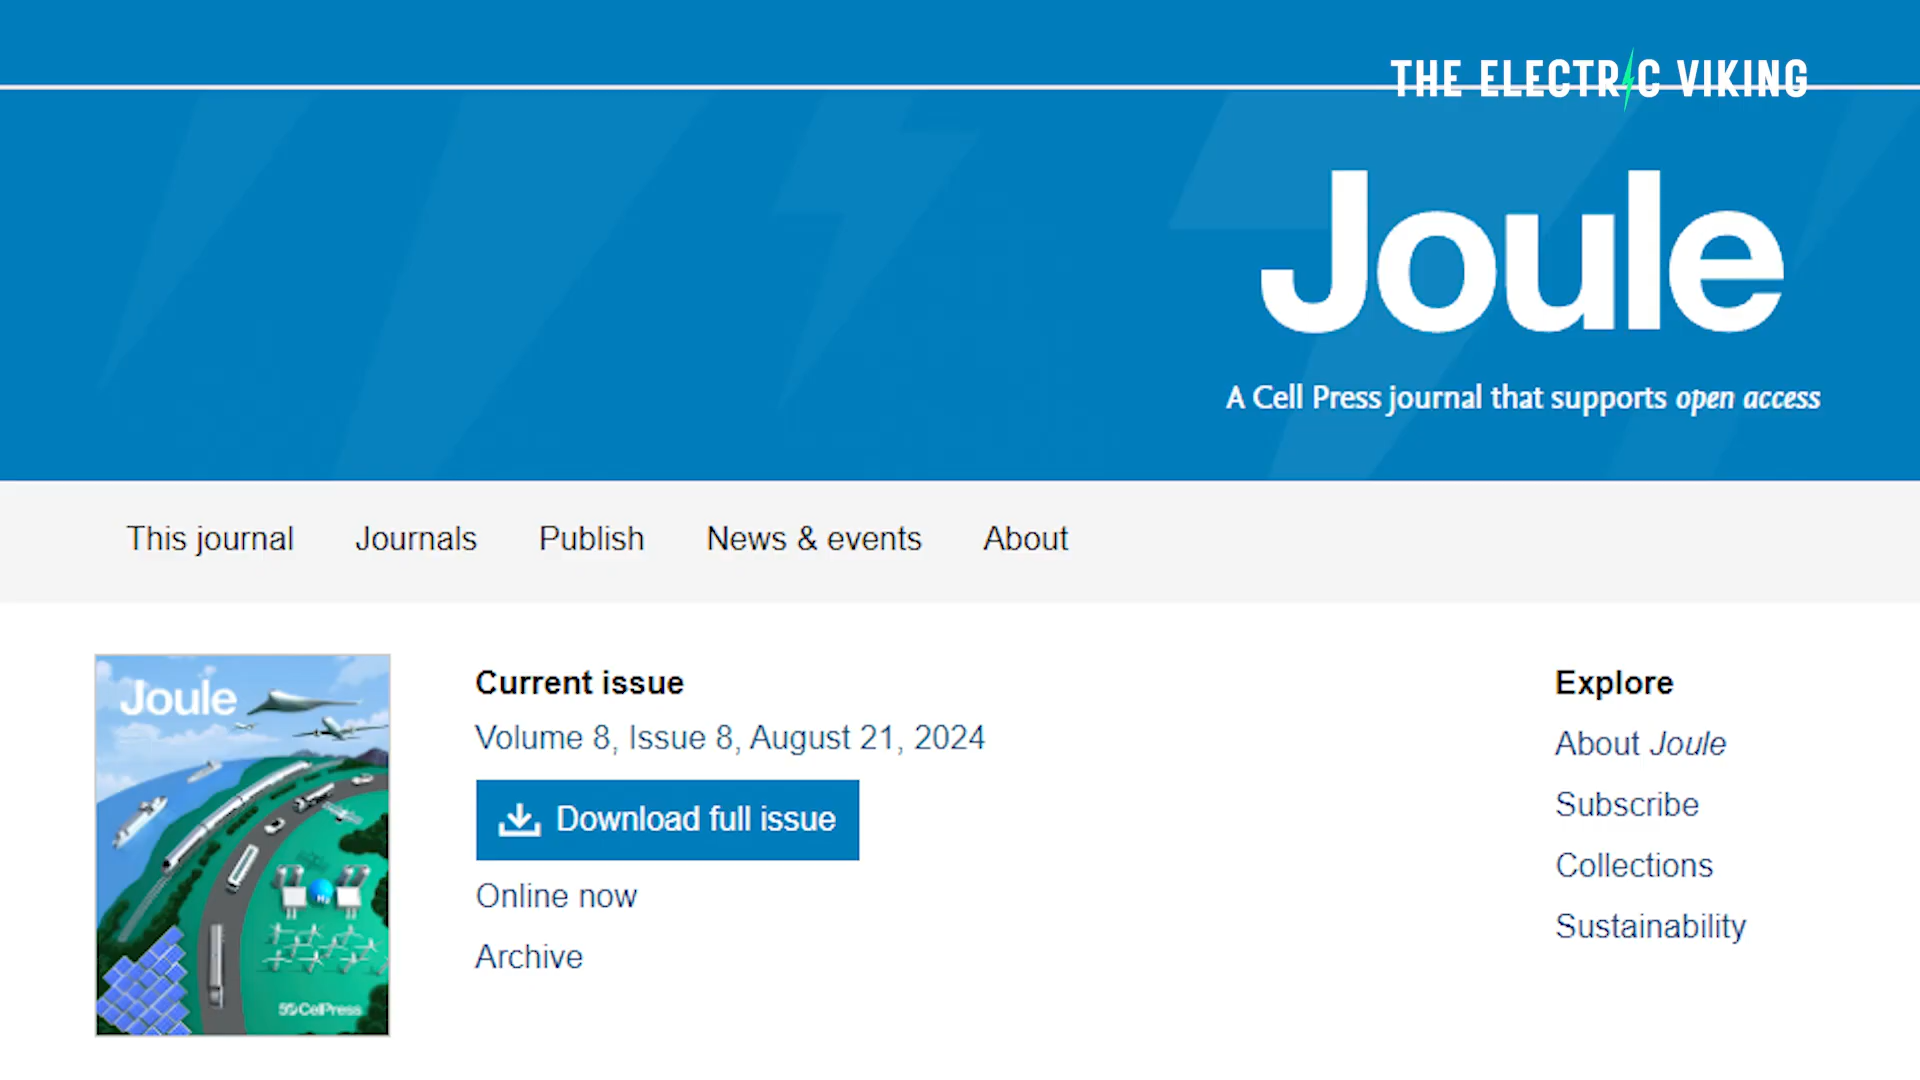 THE ELECTRIC VIKING
Joule
A Cell Press journal that supports open access
This journal
Journals
Publish
News & events
About
Joule
H₂
CellPress
Current issue
Volume 8, Issue 8, August 21, 2024
Download full issue
Online now
Archive
Explore
About Joule
Subscribe
Collections
Sustainability